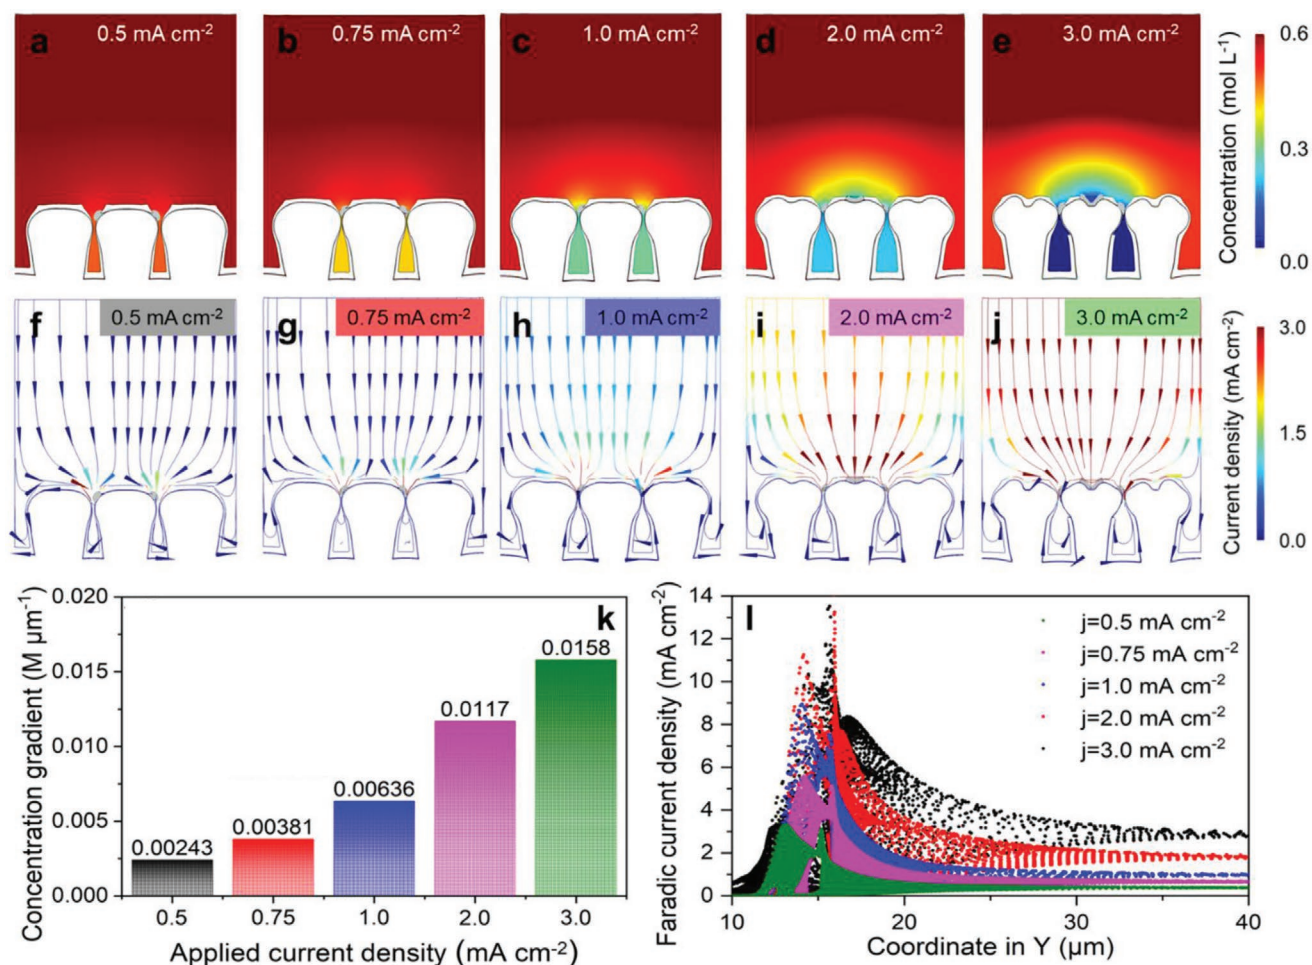 a 0.5 mA cm⁻²
b 0.75 mA cm⁻²
c 1.0 mA cm⁻²
d 2.0 mA cm⁻²
e 3.0 mA cm⁻²
0.6
0.3
0.0
Concentration (mol L⁻¹)
f 0.5 mA cm⁻²
g 0.75 mA cm⁻²
h 1.0 mA cm⁻²
i 2.0 mA cm⁻²
j 3.0 mA cm⁻²
3.0
1.5
0.0
Current density (mA cm⁻²)
k
Concentration gradient (M μm⁻¹)
0.020
0.015
0.010
0.005
0.000
0.00243
0.00381
0.00636
0.0117
0.0158
0.5 0.75 1.0 2.0 3.0
Applied current density (mA cm⁻²)
l
Faradic current density (mA cm⁻²)
14
12
10
8
6
4
2
0
j=0.5 mA cm⁻²
j=0.75 mA cm⁻²
j=1.0 mA cm⁻²
j=2.0 mA cm⁻²
j=3.0 mA cm⁻²
10 20 30 40
Coordinate in Y (μm)